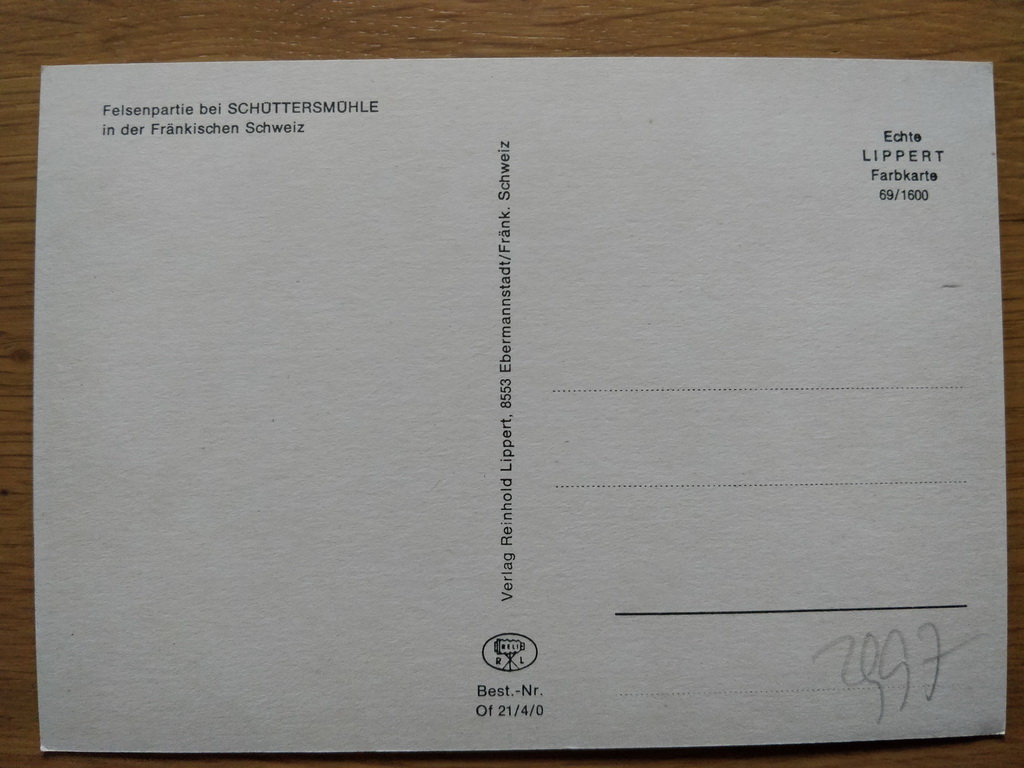 Felsenpartie bei SCHÜTTERSMÜHLE
in der Fränkischen Schweiz
Verlag Reinhold Lippert, 8553 Ebermannstadt/Fränk. Schweiz
Echte
LIPPERT
Farbkarte
69/1600
RELI
R L
Best.-Nr.
Of 21/4/0